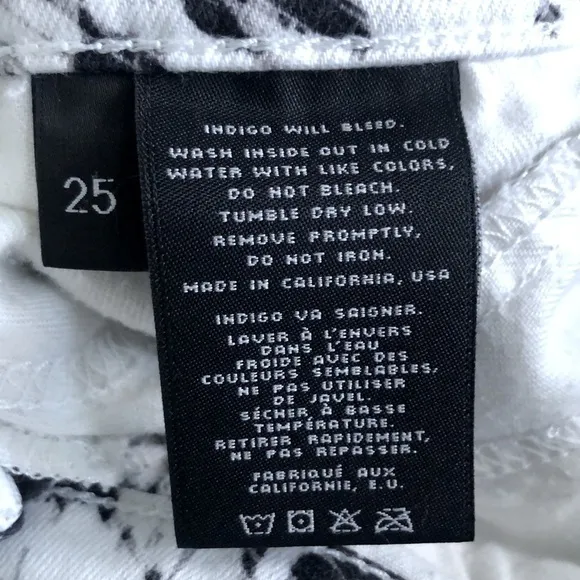 25
INDIGO WILL BLEED.
WASH INSIDE OUT IN COLD
WATER WITH LIKE COLORS,
DO NOT BLEACH.
TUMBLE DRY LOW.
REMOVE PROMPTLY,
DO NOT IRON.
MADE IN CALIFORNIA, USA
INDIGO VA SAIGNER.
LAVER À L'ENVERS
DANS L'EAU
FROIDE AVEC DES
COULEURS SEMBLABLES,
NE PAS UTILISER
DE JAVEL.
SÉCHER, À BASSE
TEMPÉRATURE.
RETIRER RAPIDEMENT,
NE PAS REPASSER.
FABRIQUÉ AUX
CALIFORNIE, E.U.